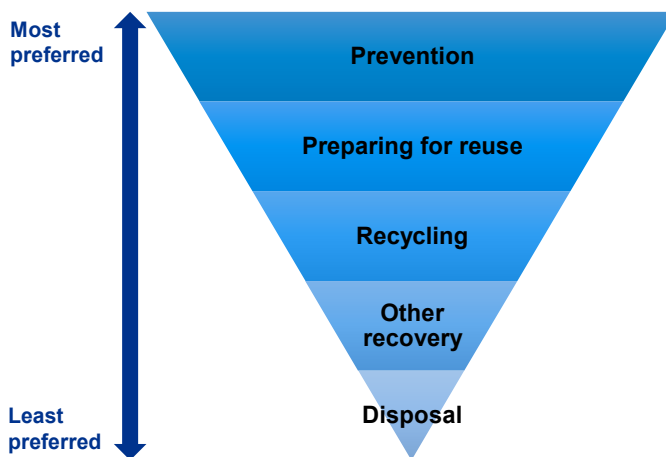 Most
preferred
Prevention
Preparing for reuse
Recycling
Other
recovery
Least
preferred
Disposal